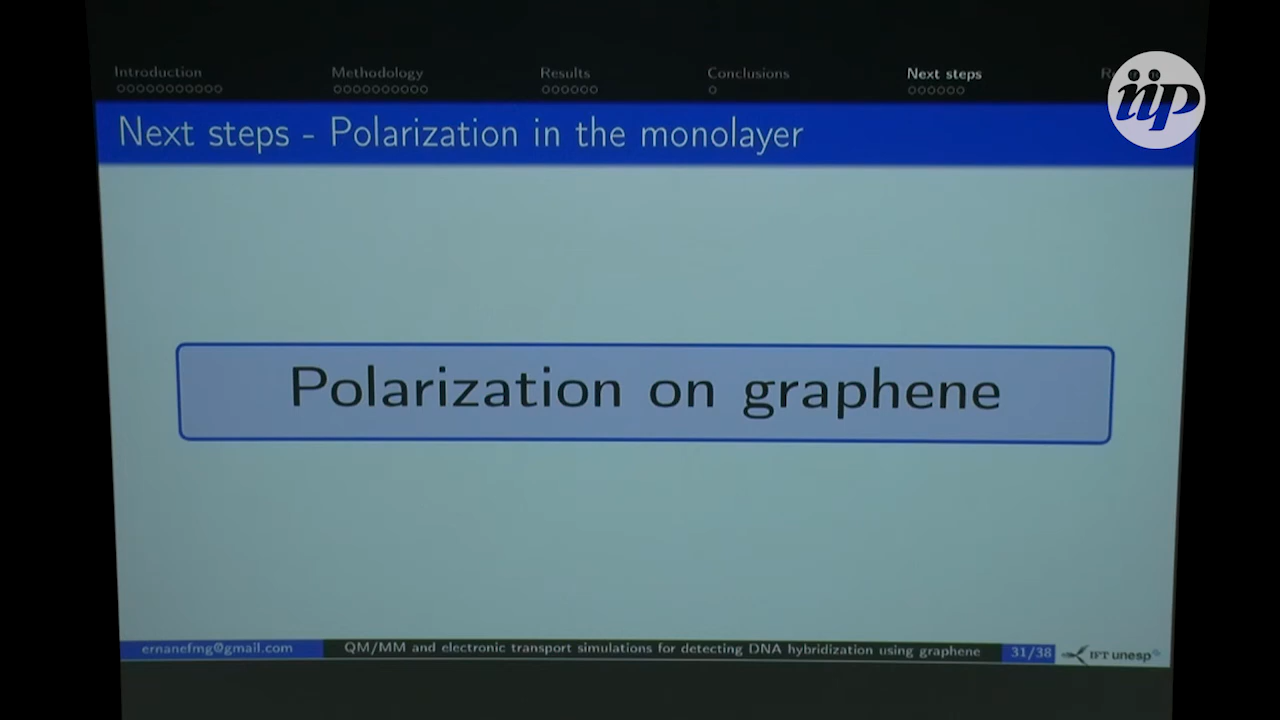 Introduction Methodology Results Conclusions Next steps
iip
Next steps - Polarization in the monolayer
Polarization on graphene
ernanefmg@gmail.com QM/MM and electronic transport simulations for detecting DNA hybridization using graphene 31/38 IFT unesp